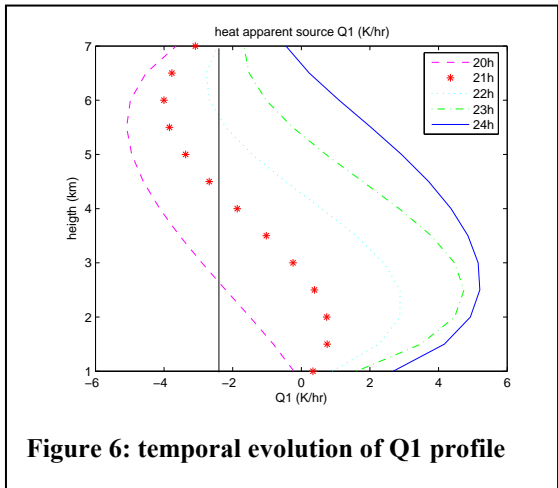 heat apparent source Q1 (K/hr)
7
6
5
4
3
2
1
heigth (km)
20h
21h
22h
23h
24h
−6 −4 −2 0 2 4 6
Q1 (K/hr)
Figure 6: temporal evolution of Q1 profile